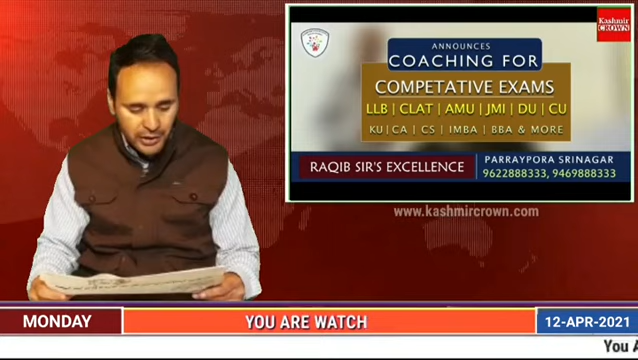 Kashmir
CROWN
ANNOUNCES
COACHING FOR
COMPETATIVE EXAMS
LLB | CLAT | AMU | JMI | DU | CU
KU | CA | CS | IMBA | BBA & MORE
RAQIB SIR'S EXCELLENCE
PARRAYPORA SRINAGAR
9622888333, 9469888333
www.kashmircrown.com
MONDAY
YOU ARE WATCH
12-APR-2021
You A